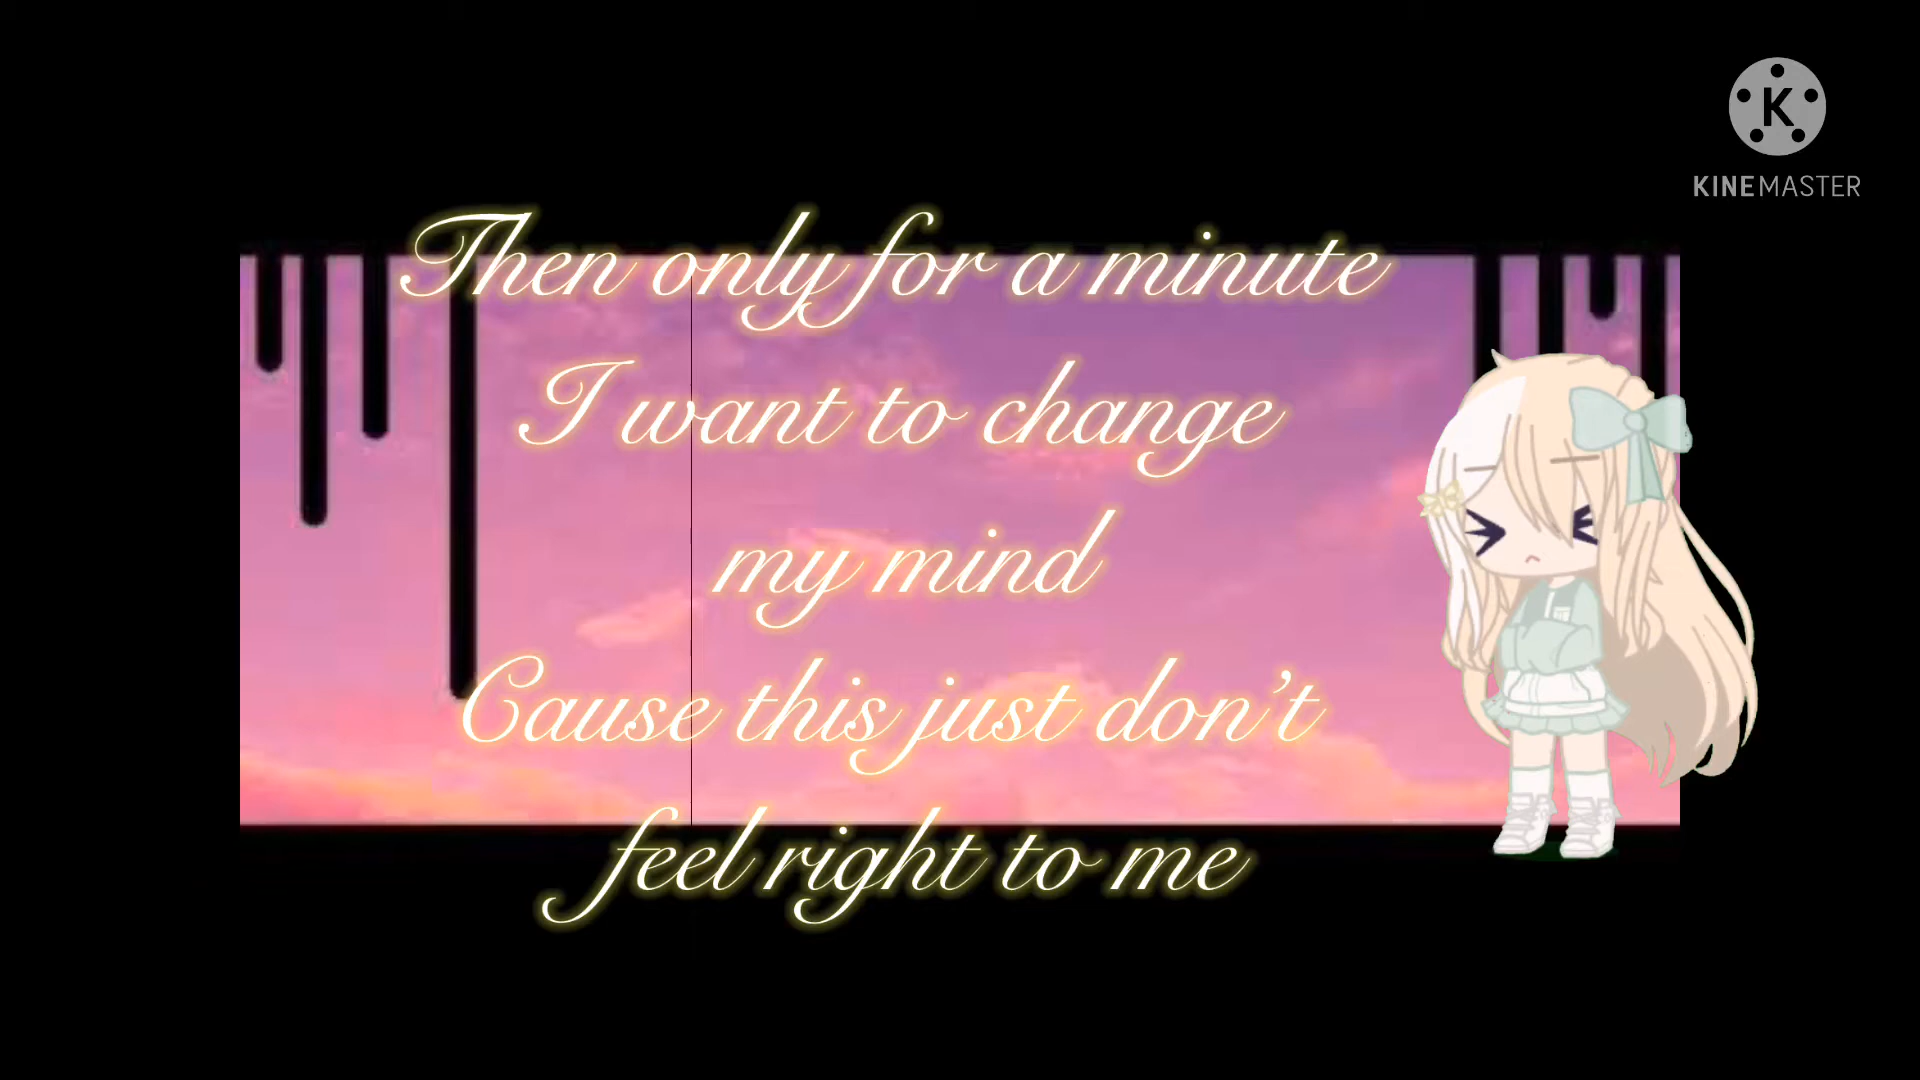 K
KINEMASTER
Then only for a minute
I want to change
my mind
Cause this just don't
feel right to me